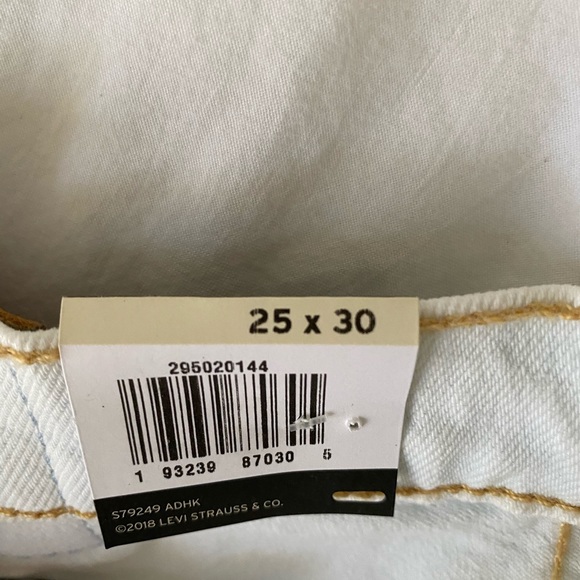 25 x 30
295020144
1 93239 87030 5
S79249 ADHK
©2018 LEVI STRAUSS & CO.